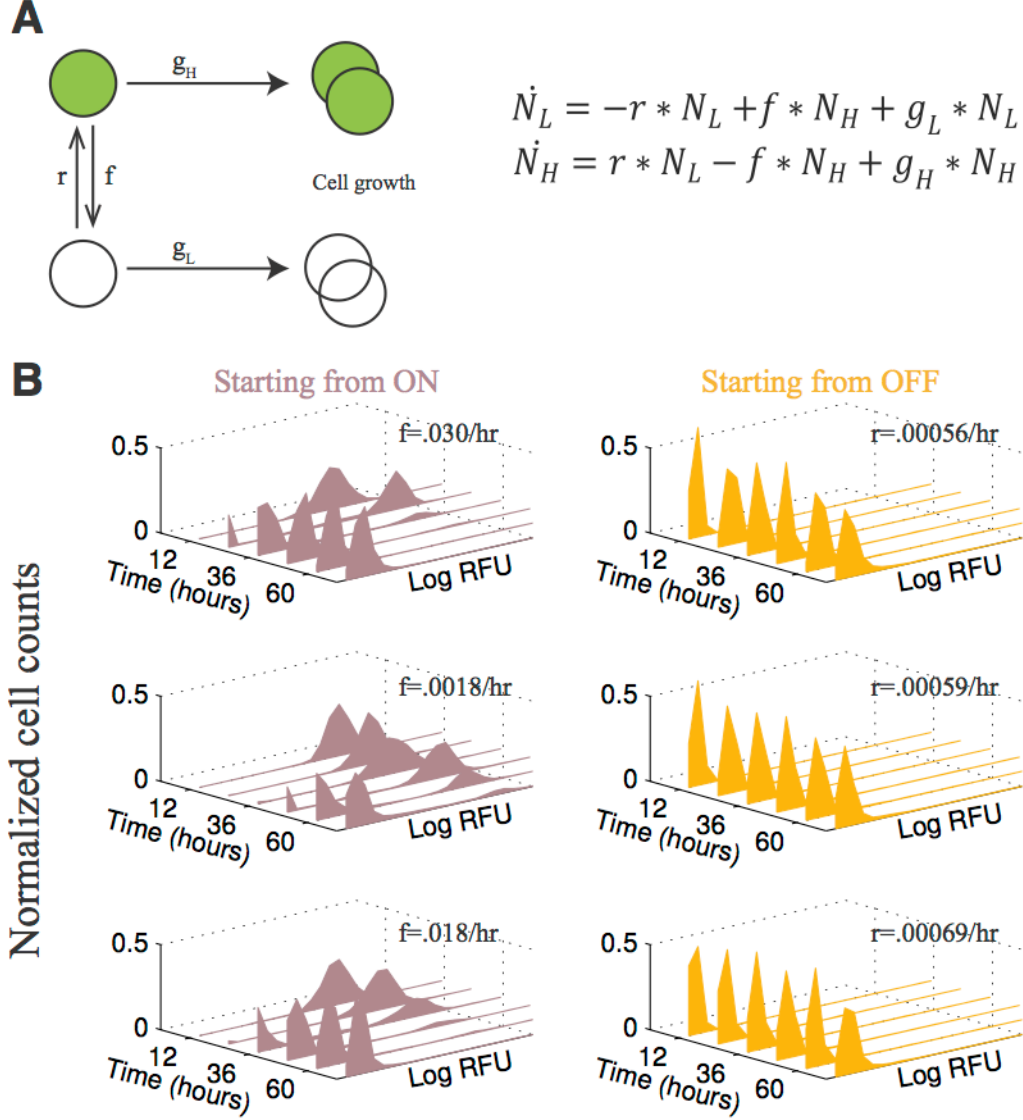 A
g_H
r f
Cell growth
g_L
Ṅ_L = −r * N_L +f * N_H + g_L * N_L
Ṅ_H = r * N_L − f * N_H + g_H * N_H
B
Normalized cell counts
Starting from ON
Starting from OFF
f=.030/hr
0.5
0
12
36
60
Time (hours)
Log RFU
r=.00056/hr
0.5
0
12
36
60
Time (hours)
Log RFU
f=.0018/hr
0.5
0
12
36
60
Time (hours)
Log RFU
r=.00059/hr
0.5
0
12
36
60
Time (hours)
Log RFU
f=.018/hr
0.5
0
12
36
60
Time (hours)
Log RFU
r=.00069/hr
0.5
0
12
36
60
Time (hours)
Log RFU